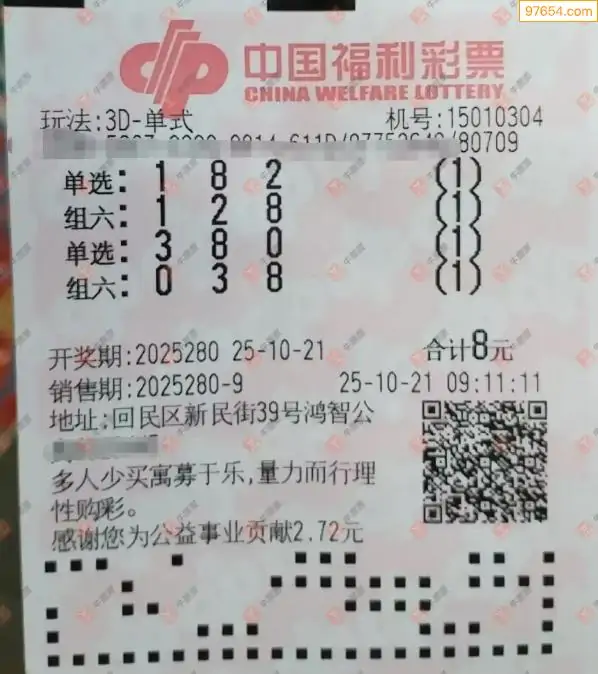 97654.com
中国福利彩票
CHINA WELFARE LOTTERY
玩法:3D-单式 机号:15010304
/80709
单选: 1 8 2 (1)
组六: 1 2 8 (1)
单选: 3 8 0 (1)
组六: 0 3 8 (1)
开奖期:2025280 25-10-21 合计8元
销售期:2025280-9 25-10-21 09:11:11
地址:回民区新民街39号鸿智公
多人少买寓募于乐,量力而行理
性购彩。
感谢您为公益事业贡献2.72元